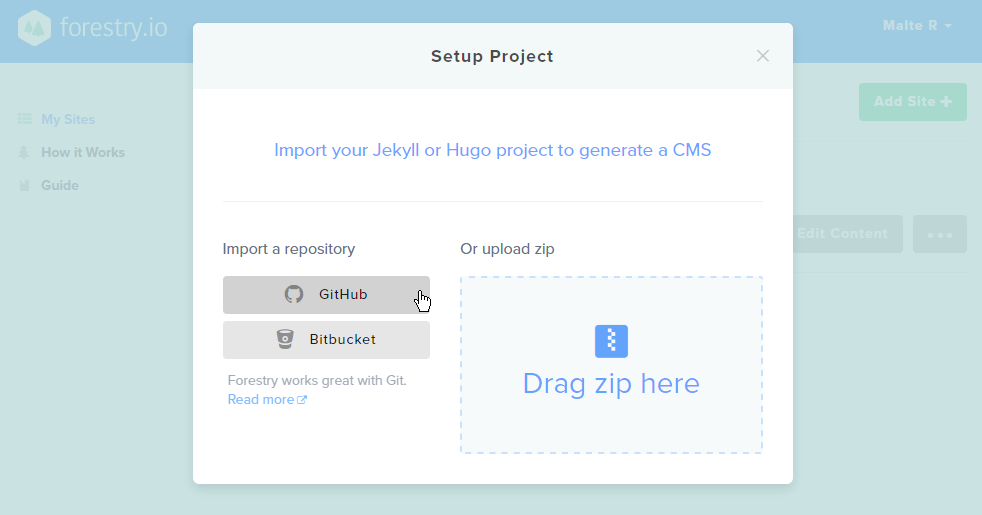 forestry.io
Malte R
Setup Project
Add Site
My Sites
How it Works
Guide
Import your Jekyll or Hugo project to generate a CMS
Edit Content
Import a repository
Or upload zip
GitHub
Bitbucket
Forestry works great with Git.
Read more
Drag zip here